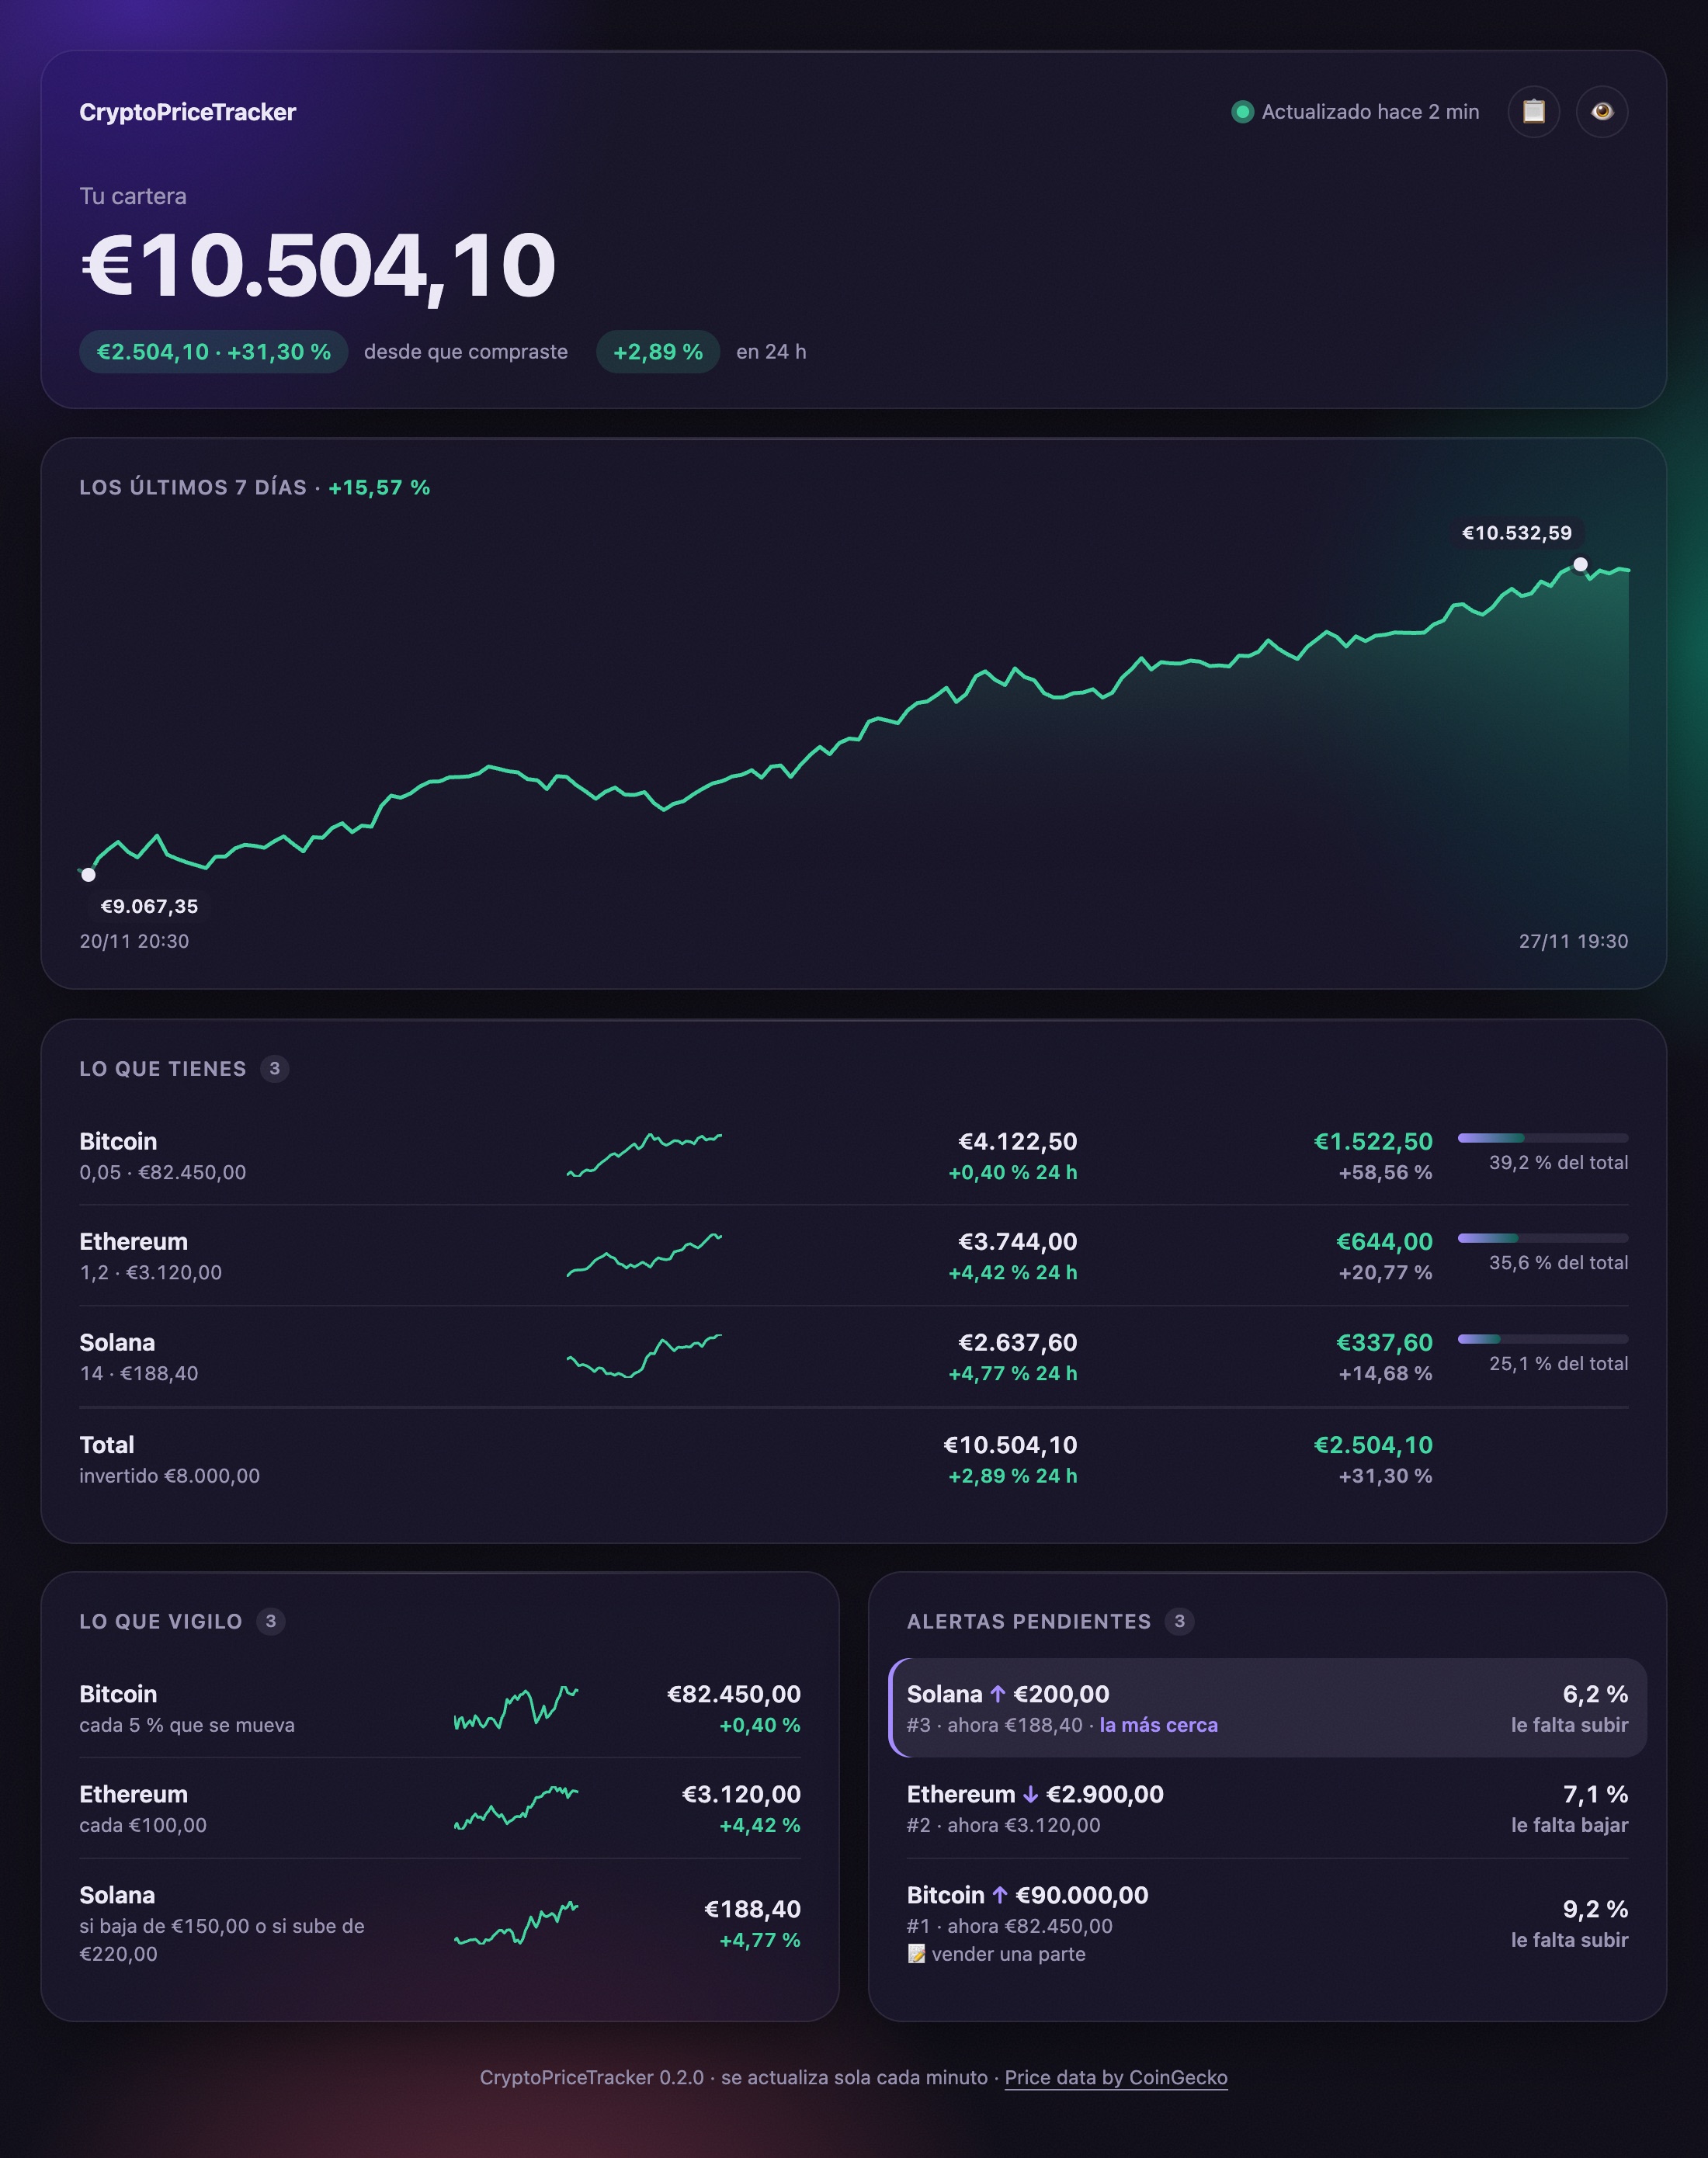 CryptoPriceTracker
Actualizado hace 2 min
Tu cartera
€10.504,10
€2.504,10 · +31,30 % desde que compraste +2,89 % en 24 h
LOS ÚLTIMOS 7 DÍAS · +15,57 %
€10.532,59
€9.067,35
20/11 20:30 27/11 19:30
LO QUE TIENES 3
Bitcoin €4.122,50 €1.522,50
0,05 · €82.450,00 +0,40 % 24 h +58,56 % 39,2 % del total
Ethereum €3.744,00 €644,00
1,2 · €3.120,00 +4,42 % 24 h +20,77 % 35,6 % del total
Solana €2.637,60 €337,60
14 · €188,40 +4,77 % 24 h +14,68 % 25,1 % del total
Total €10.504,10 €2.504,10
invertido €8.000,00 +2,89 % 24 h +31,30 %
LO QUE VIGILO 3
Bitcoin €82.450,00
cada 5 % que se mueva +0,40 %
Ethereum €3.120,00
cada €100,00 +4,42 %
Solana €188,40
si baja de €150,00 o si sube de
€220,00 +4,77 %
ALERTAS PENDIENTES 3
Solana ↑ €200,00 6,2 %
#3 · ahora €188,40 · la más cerca le falta subir
Ethereum ↓ €2.900,00 7,1 %
#2 · ahora €3.120,00 le falta bajar
Bitcoin ↑ €90.000,00 9,2 %
#1 · ahora €82.450,00 le falta subir
📝 vender una parte
CryptoPriceTracker 0.2.0 · se actualiza sola cada minuto · Price data by CoinGecko